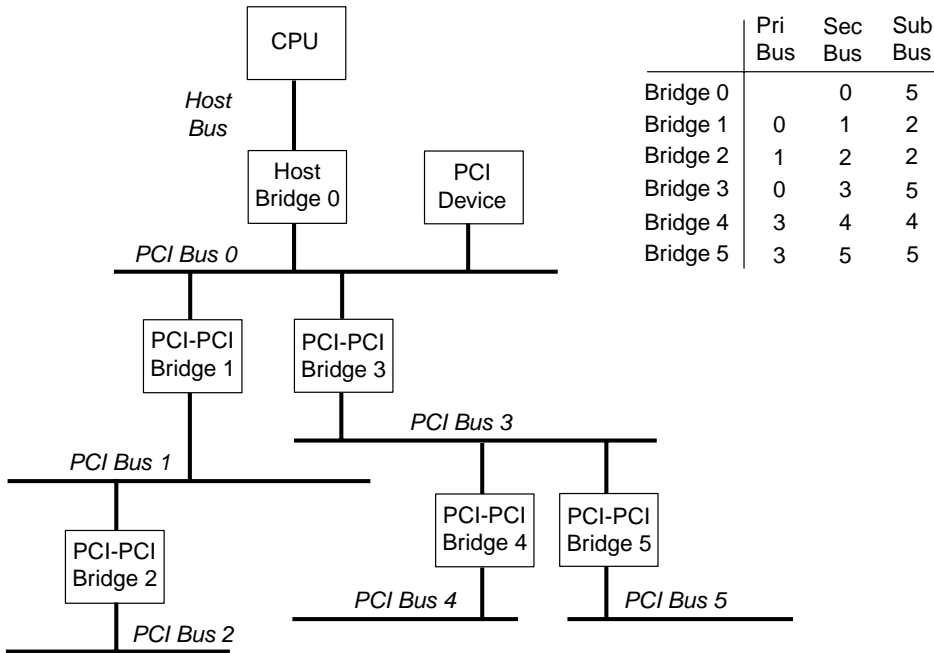 CPU
Host
Bus
Host
Bridge 0
PCI
Device
PCI Bus 0
PCI-PCI
Bridge 1
PCI-PCI
Bridge 3
PCI Bus 3
PCI Bus 1
PCI-PCI
Bridge 2
PCI-PCI
Bridge 4
PCI-PCI
Bridge 5
PCI Bus 4
PCI Bus 5
PCI Bus 2
Pri Sec Sub
Bus Bus Bus
Bridge 0 0 5
Bridge 1 0 1 2
Bridge 2 1 2 2
Bridge 3 0 3 5
Bridge 4 3 4 4
Bridge 5 3 5 5